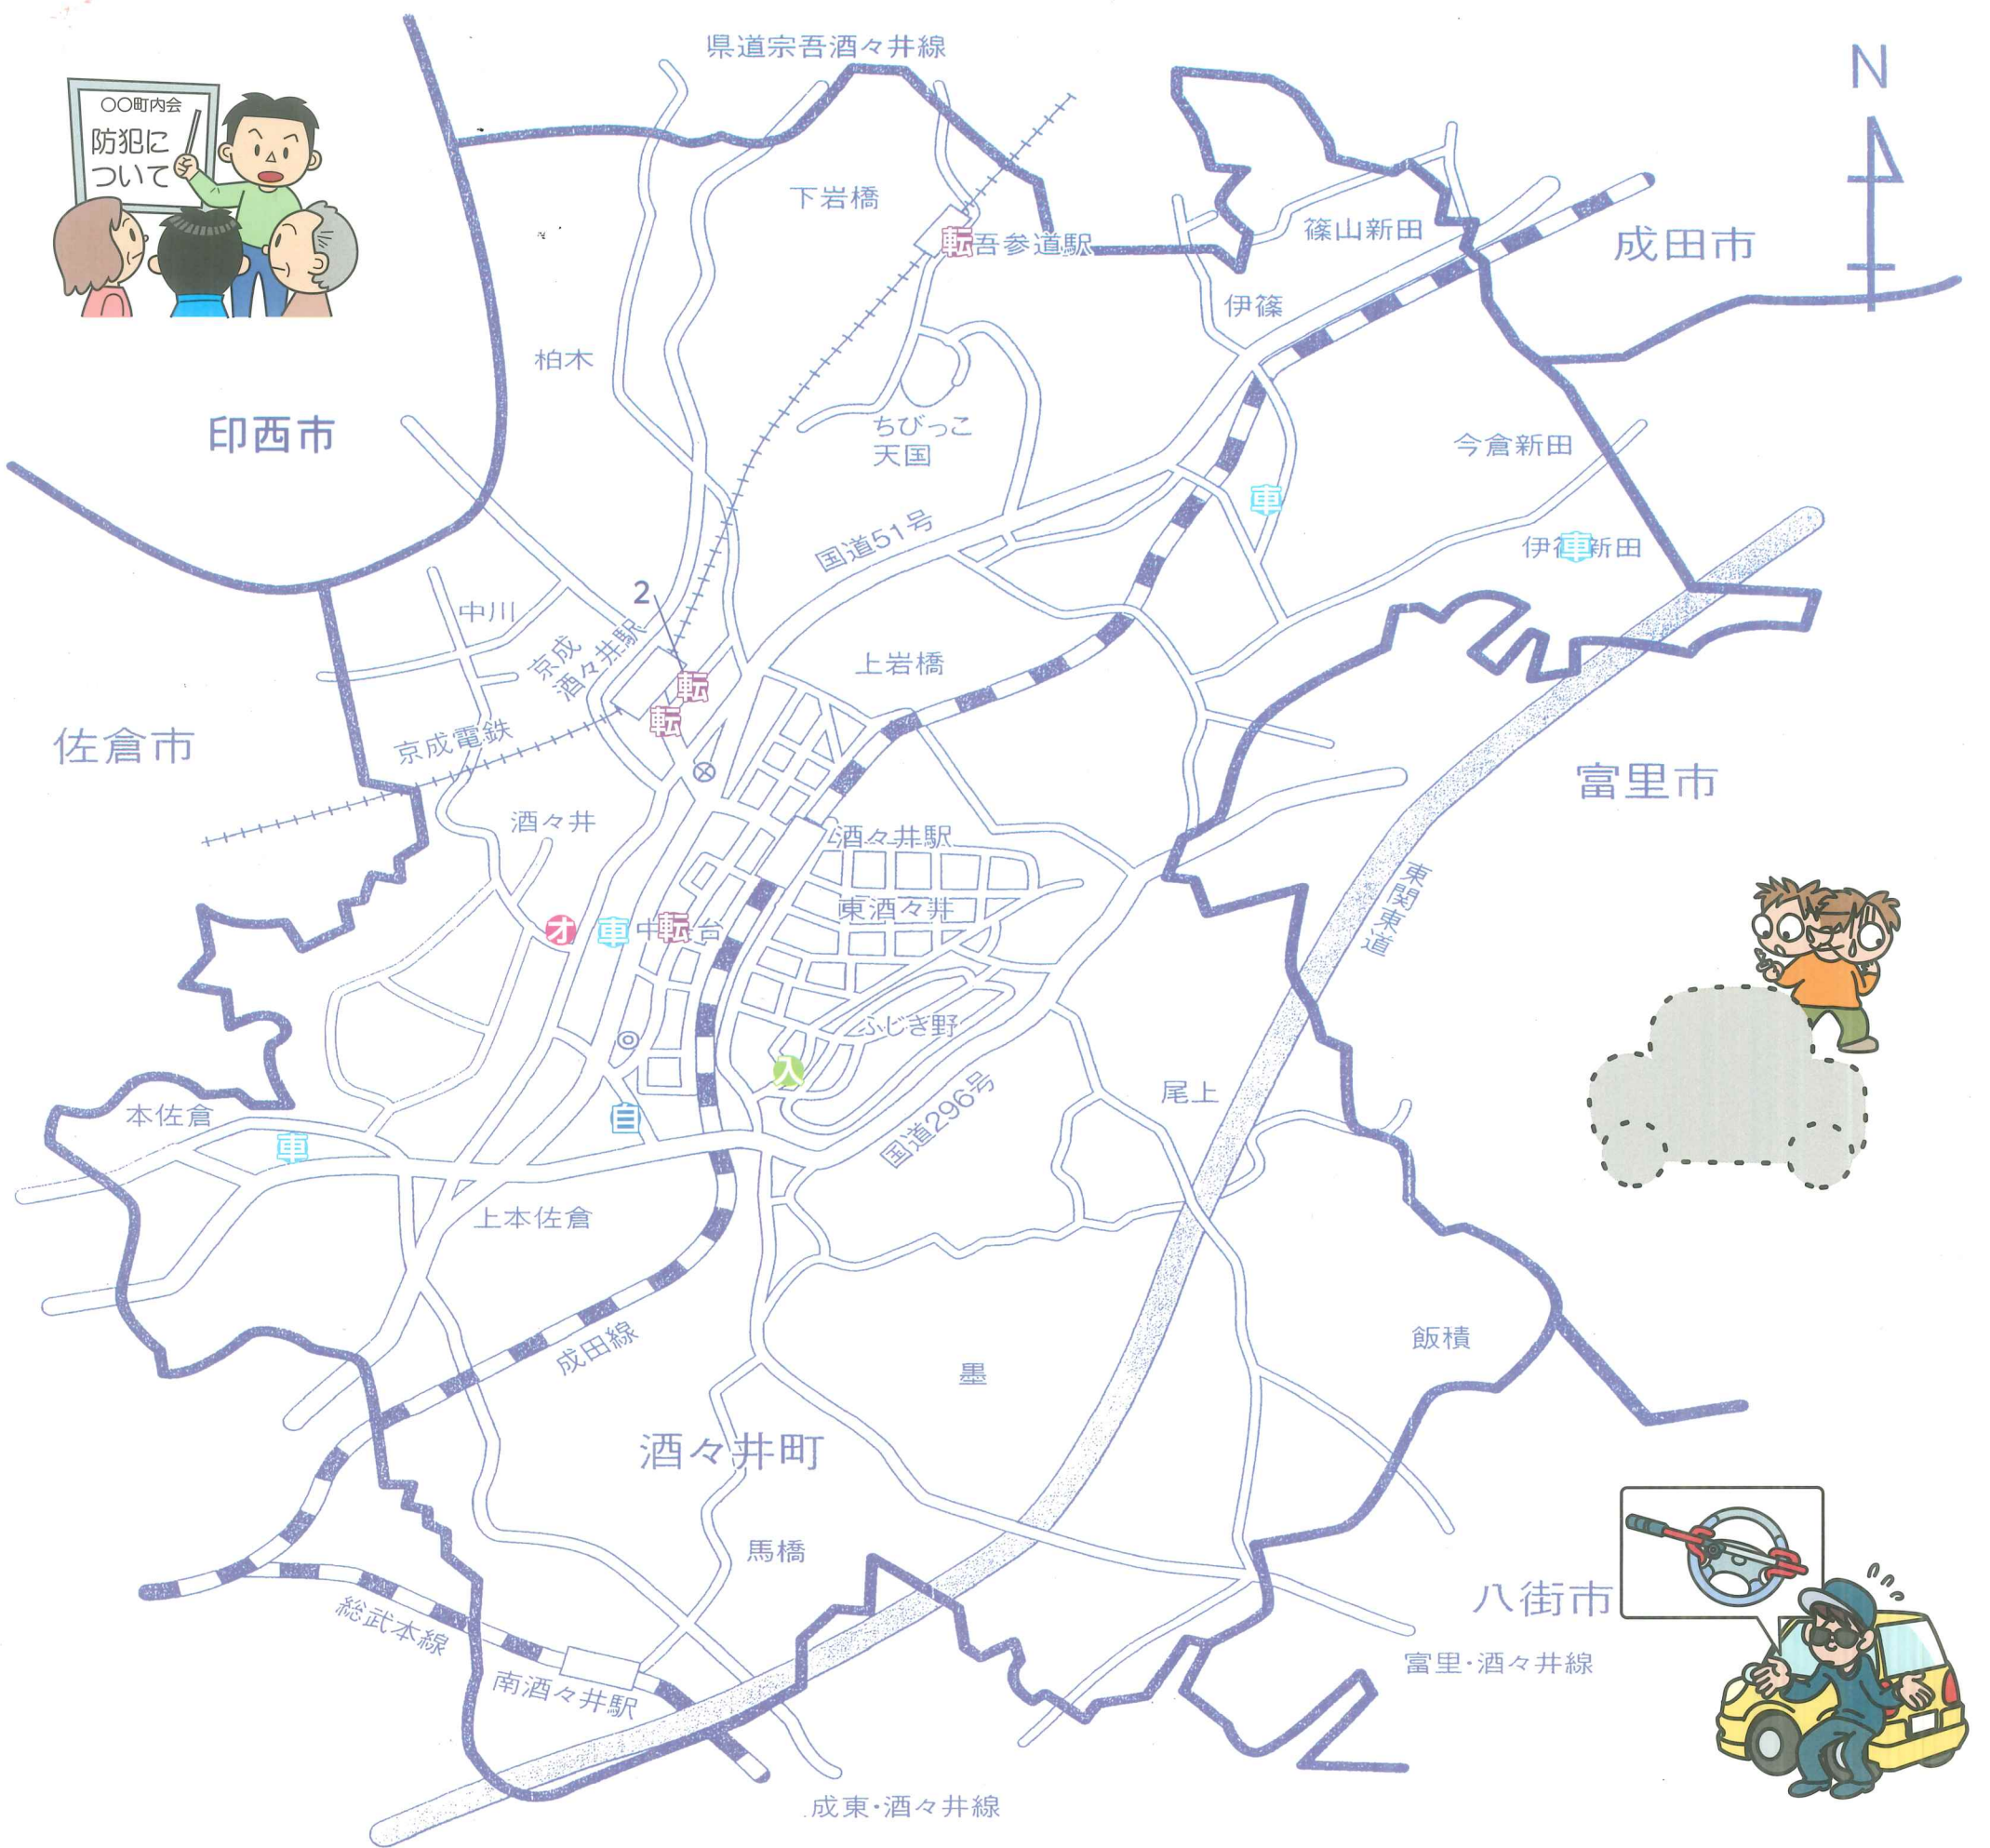 県道宗吾酒々井線
N
〇〇町内会
防犯に
ついて
下岩橋
転
吾参道駅
篠山新田
成田市
伊篠
柏木
印西市
ちびっこ
天国
今倉新田
車
国道51号
伊
車
新田
2
中川
京成
酒々井駅
上岩橋
転
転
佐倉市
京成電鉄
富里市
酒々井
酒々井駅
東関東道
東酒々井
オ
車
中
転
台
ふじき野
入
国道296号
尾上
本佐倉
自
車
上本佐倉
成田線
飯積
墨
酒々井町
馬橋
八街市
総武本線
南酒々井駅
富里・酒々井線
成東・酒々井線